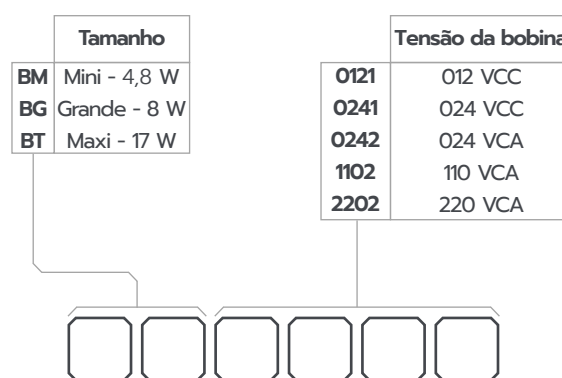 Tamanho
BM Mini - 4,8 W
BG Grande - 8 W
BT Maxi - 17 W
Tensão da bobina
0121 012 VCC
0241 024 VCC
0242 024 VCA
1102 110 VCA
2202 220 VCA